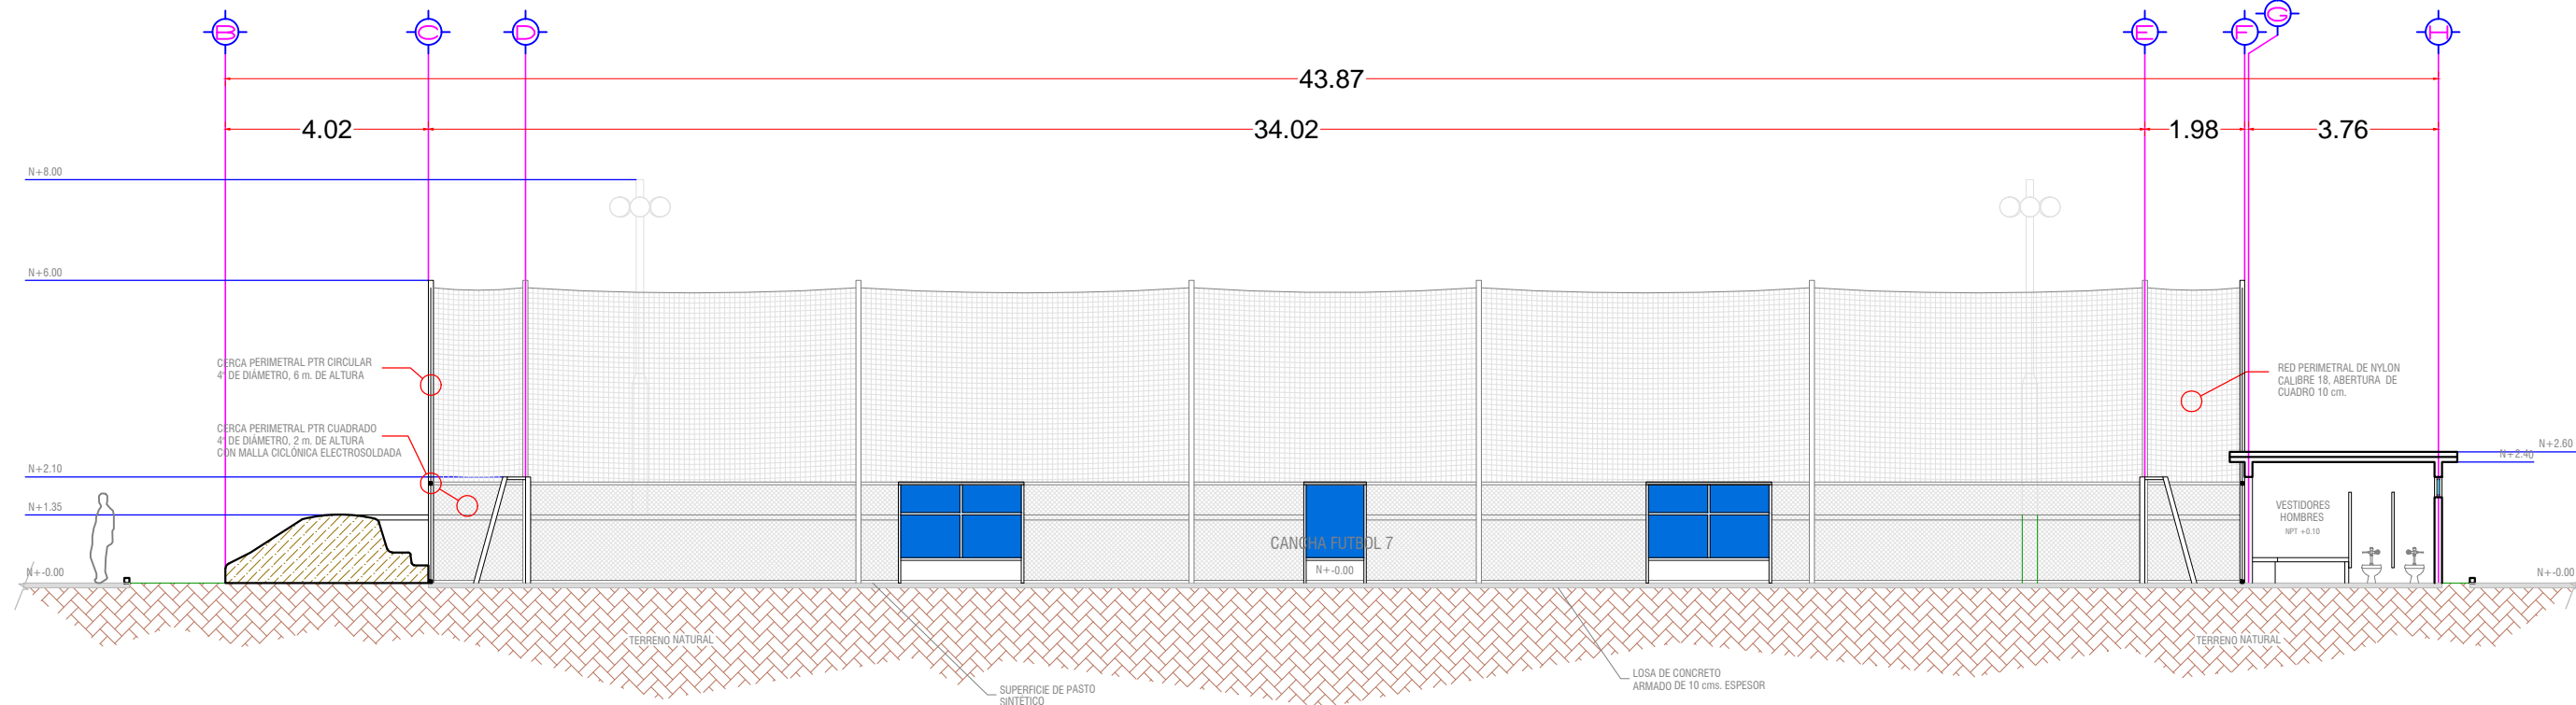 B
C
D
E
F
G
H
43.87
4.02
34.02
1.98
3.76
N+8.00
N+6.00
CERCA PERIMETRAL PTR CIRCULAR
4" DE DIÁMETRO, 6 m. DE ALTURA
RED PERIMETRAL DE NYLON
CALIBRE 18, ABERTURA DE
CUADRO 10 cm.
CERCA PERIMETRAL PTR CUADRADO
4" DE DIÁMETRO, 2 m. DE ALTURA
CON MALLA CICLÓNICA ELECTROSOLDADA
N+2.60
N+2.40
N+2.10
N+1.35
VESTIDORES
HOMBRES
NPT +0.10
CANCHA FUTBOL 7
N+-0.00
N+-0.00
N+-0.00
TERRENO NATURAL
TERRENO NATURAL
SUPERFICIE DE PASTO
SINTÉTICO
LOSA DE CONCRETO
ARMADO DE 10 cms. ESPESOR